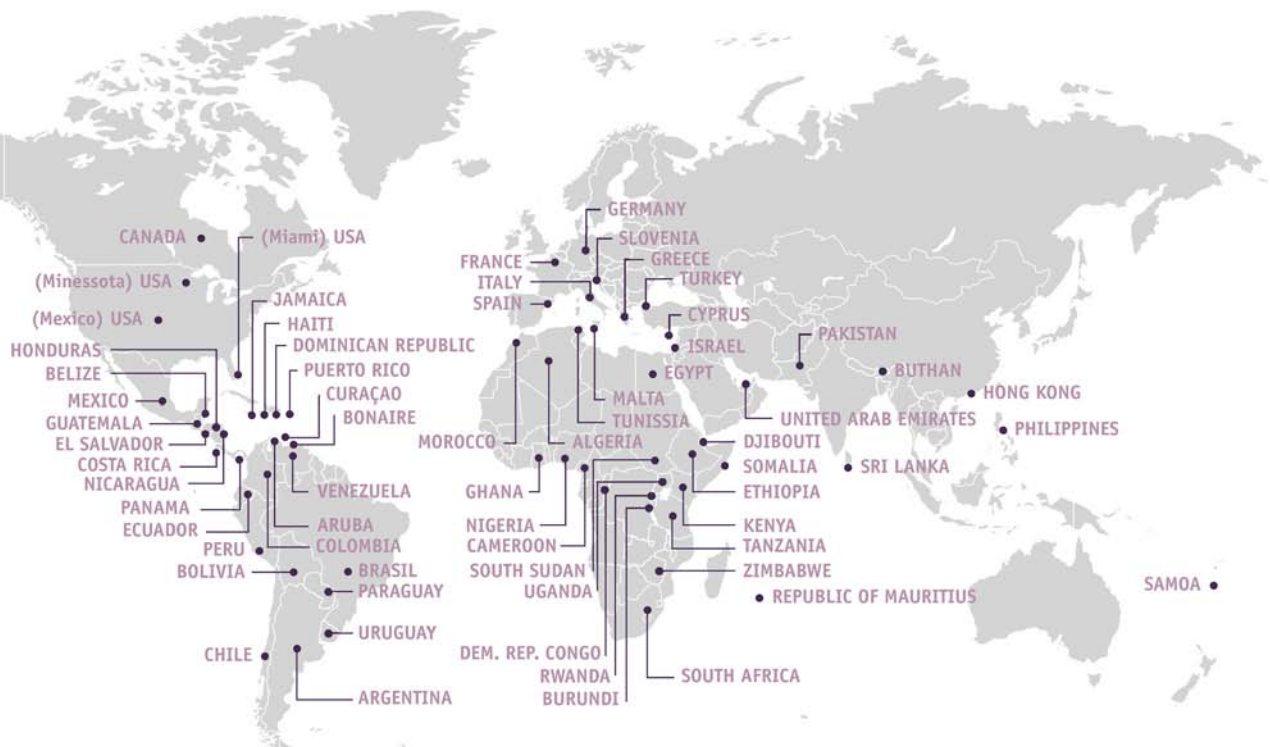 CANADA
(Miami) USA
(Minessota) USA
(Mexico) USA
JAMAICA
HAITI
HONDURAS
DOMINICAN REPUBLIC
BELIZE
PUERTO RICO
CURAÇAO
MEXICO
BONAIRE
GUATEMALA
EL SALVADOR
COSTA RICA
NICARAGUA
VENEZUELA
PANAMA
ECUADOR
ARUBA
PERU
COLOMBIA
BOLIVIA
BRASIL
PARAGUAY
URUGUAY
CHILE
ARGENTINA
GERMANY
SLOVENIA
FRANCE
GREECE
ITALY
TURKEY
SPAIN
CYPRUS
ISRAEL
EGYPT
MALTA
TUNISSIA
MOROCCO
ALGERIA
GHANA
NIGERIA
CAMEROON
SOUTH SUDAN
UGANDA
DEM. REP. CONGO
RWANDA
BURUNDI
SOUTH AFRICA
PAKISTAN
BUTHAN
HONG KONG
UNITED ARAB EMIRATES
PHILIPPINES
DJIBOUTI
SOMALIA
SRI LANKA
ETHIOPIA
KENYA
TANZANIA
ZIMBABWE
REPUBLIC OF MAURITIUS
SAMOA